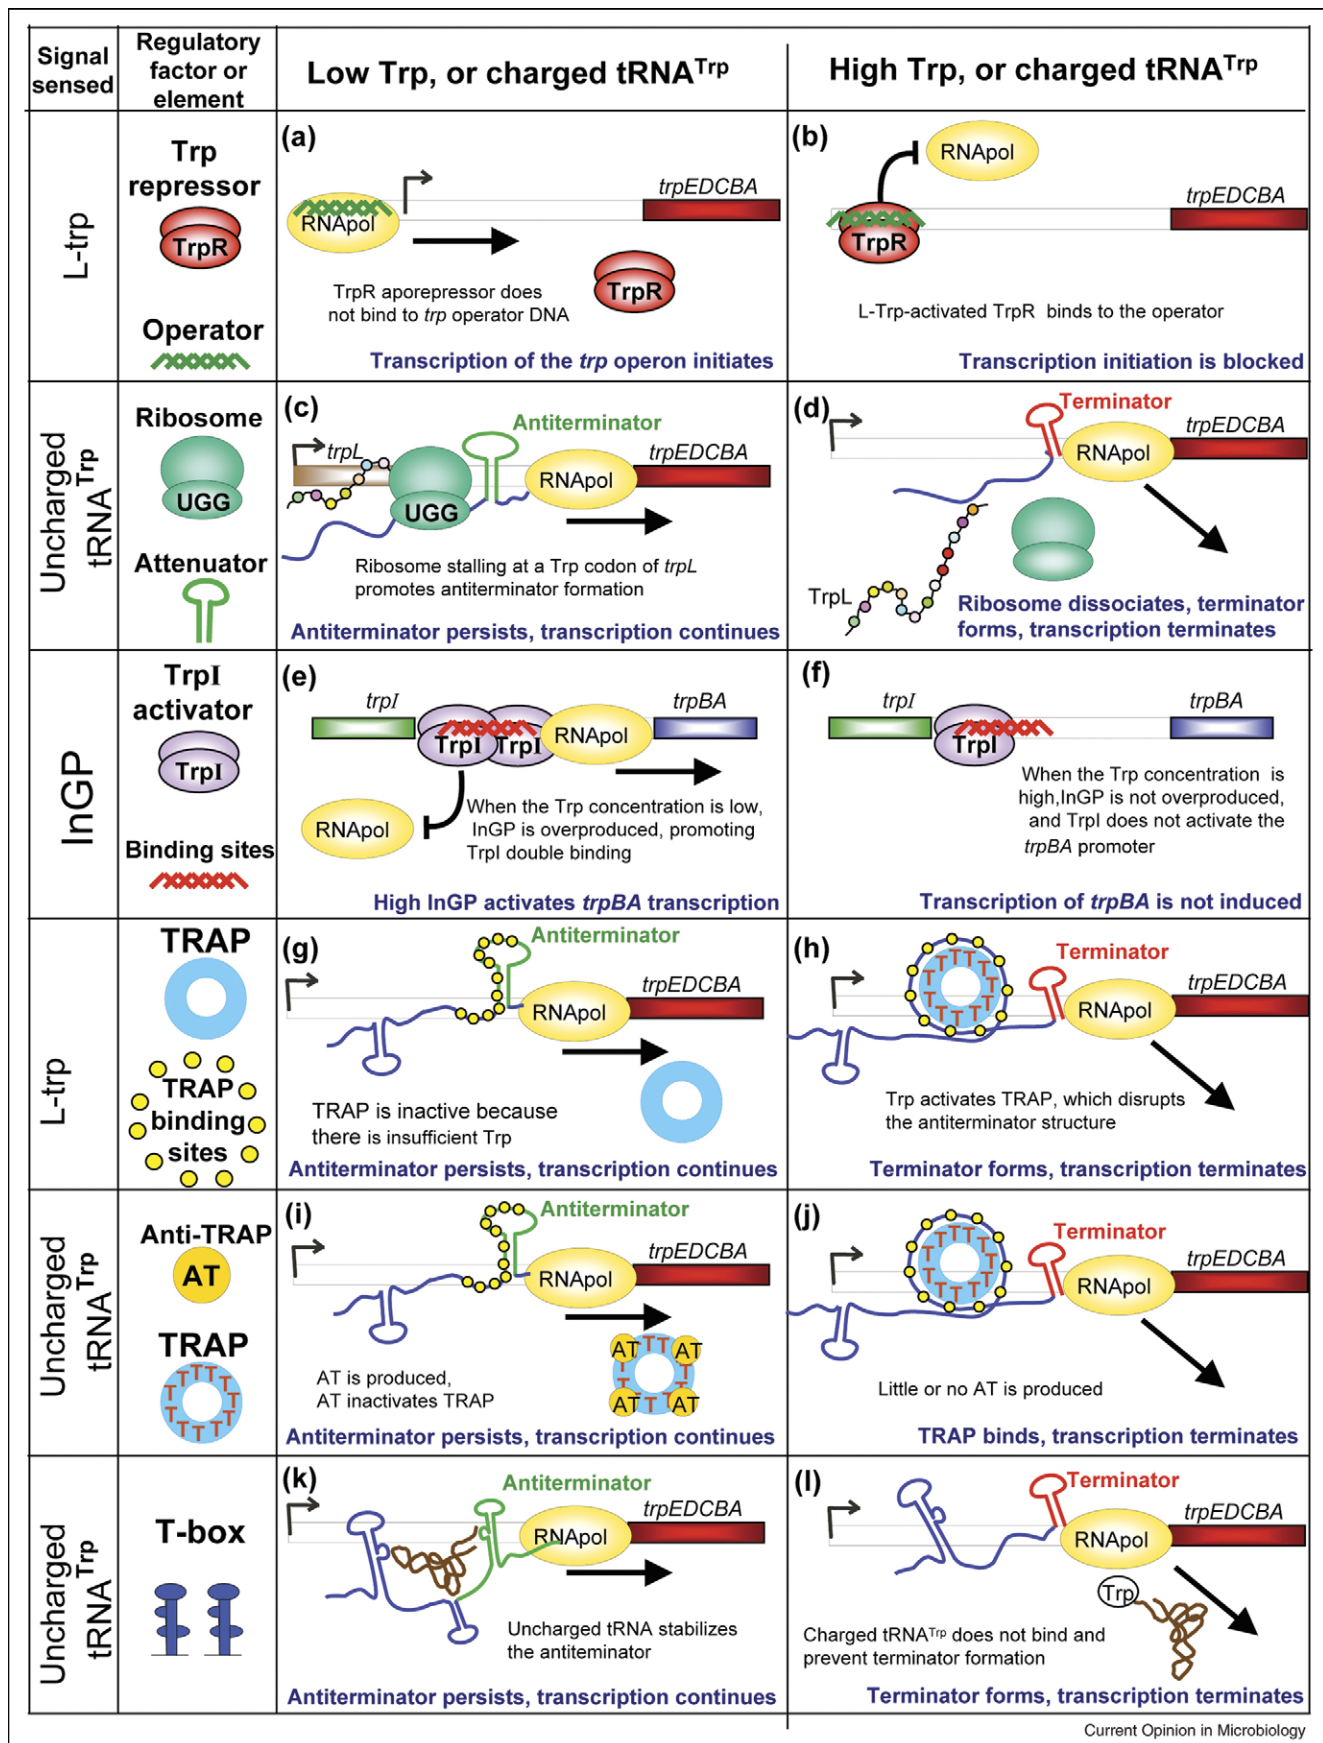 Signal
sensed
Regulatory
factor or
element
Low Trp, or charged tRNA^Trp
High Trp, or charged tRNA^Trp
L-trp
Trp
repressor
TrpR
Operator
(a)
RNApol
trpEDCBA
TrpR
TrpR aporepressor does
not bind to trp operator DNA
Transcription of the trp operon initiates
(b)
RNApol
trpEDCBA
TrpR
L-Trp-activated TrpR binds to the operator
Transcription initiation is blocked
Uncharged
tRNA^Trp
Ribosome
UGG
Attenuator
(c)
Antiterminator
trpL
trpEDCBA
RNApol
UGG
Ribosome stalling at a Trp codon of trpL
promotes antiterminator formation
Antiterminator persists, transcription continues
(d)
Terminator
trpEDCBA
RNApol
TrpL
Ribosome dissociates, terminator
forms, transcription terminates
InGP
TrpI
activator
TrpI
Binding sites
(e)
trpI
trpBA
TrpI
TrpI
RNApol
RNApol
When the Trp concentration is low,
InGP is overproduced, promoting
TrpI double binding
High InGP activates trpBA transcription
(f)
trpI
trpBA
TrpI
When the Trp concentration is
high,InGP is not overproduced,
and TrpI does not activate the
trpBA promoter
Transcription of trpBA is not induced
L-trp
TRAP
TRAP
binding
sites
(g)
Antiterminator
trpEDCBA
RNApol
TRAP is inactive because
there is insufficient Trp
Antiterminator persists, transcription continues
(h)
Terminator
trpEDCBA
T T T T T T T T T T T
RNApol
Trp activates TRAP, which disrupts
the antiterminator structure
Terminator forms, transcription terminates
Uncharged
tRNA^Trp
Anti-TRAP
AT
TRAP
T T T T T T T T T T T
(i)
Antiterminator
trpEDCBA
RNApol
AT T T AT
T T
T T
AT T T AT
AT is produced,
AT inactivates TRAP
Antiterminator persists, transcription continues
(j)
Terminator
trpEDCBA
T T T T T T T T T T T
RNApol
Little or no AT is produced
TRAP binds, transcription terminates
Uncharged
tRNA^Trp
T-box
(k)
Antiterminator
trpEDCBA
RNApol
Uncharged tRNA stabilizes
the antiteminator
Antiterminator persists, transcription continues
(l)
Terminator
trpEDCBA
RNApol
Trp
Charged tRNA^Trp does not bind and
prevent terminator formation
Terminator forms, transcription terminates
Current Opinion in Microbiology